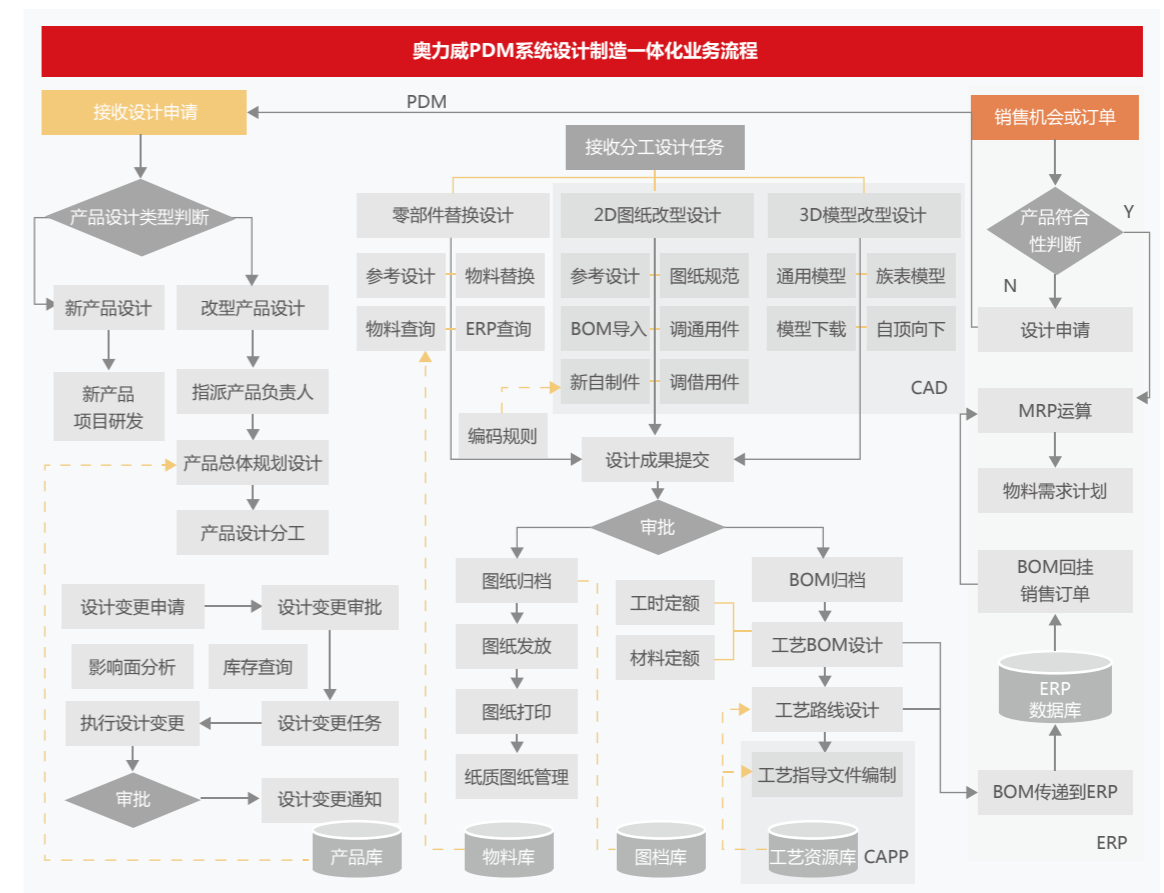 奥力威PDM系统设计制造一体化业务流程
接收设计申请
PDM
销售机会或订单
接收分工设计任务
产品设计类型判断
零部件替换设计
2D图纸改型设计
3D模型改型设计
产品符合
性判断
Y
N
参考设计
物料替换
参考设计
图纸规范
通用模型
族表模型
新产品设计
改型产品设计
物料查询
ERP查询
BOM导入
调通用件
模型下载
自顶向下
设计申请
新产品
项目研发
指派产品负责人
新自制件
调借用件
CAD
MRP运算
编码规则
产品总体规划设计
设计成果提交
物料需求计划
产品设计分工
审批
图纸归档
BOM归档
BOM回挂
销售订单
设计变更申请
设计变更审批
工时定额
图纸发放
工艺BOM设计
影响面分析
库存查询
材料定额
ERP
数据库
执行设计变更
设计变更任务
图纸打印
工艺路线设计
纸质图纸管理
工艺指导文件编制
BOM传递到ERP
审批
设计变更通知
产品库
物料库
图档库
工艺资源库
CAPP
ERP